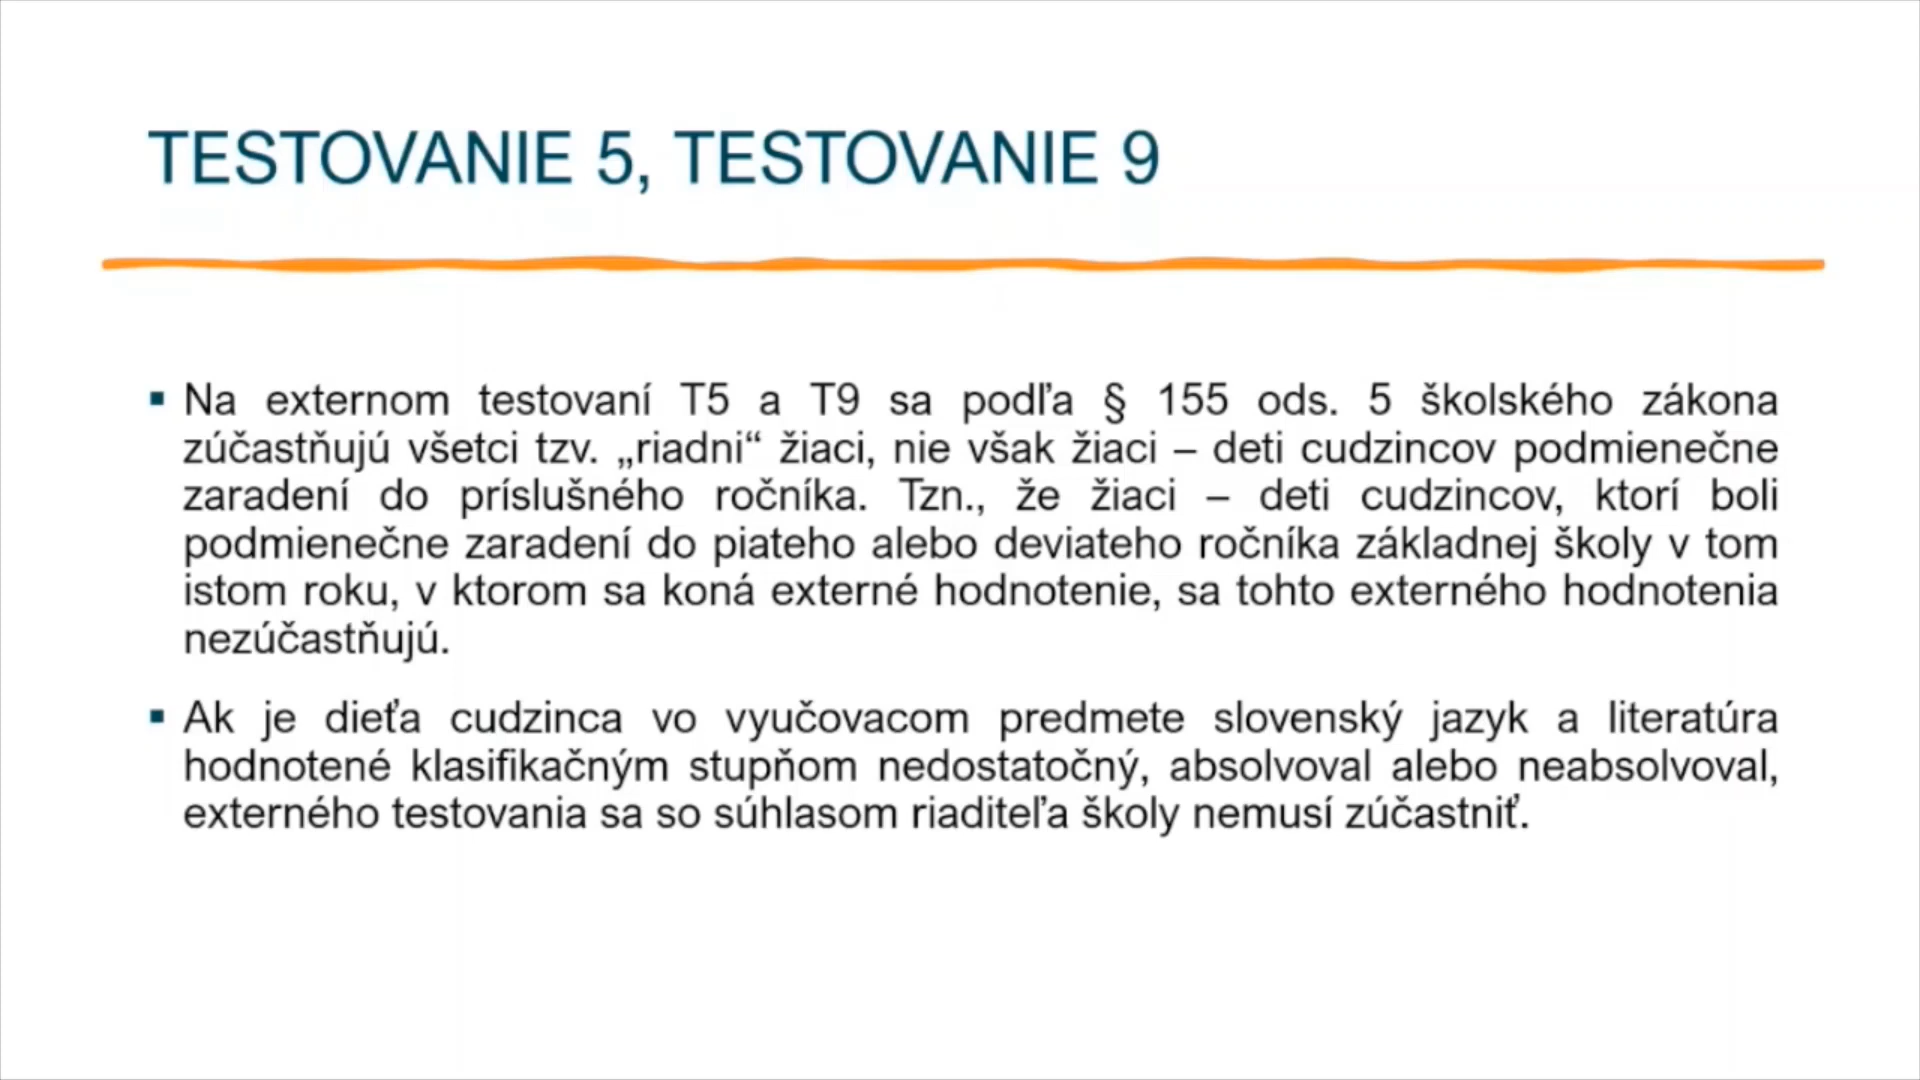 TESTOVANIE 5, TESTOVANIE 9
▪ Na externom testovaní T5 a T9 sa podľa § 155 ods. 5 školského zákona
zúčastňujú všetci tzv. „riadni“ žiaci, nie však žiaci – deti cudzincov podmienečne
zaradení do príslušného ročníka. Tzn., že žiaci – deti cudzincov, ktorí boli
podmienečne zaradení do piateho alebo deviateho ročníka základnej školy v tom
istom roku, v ktorom sa koná externé hodnotenie, sa tohto externého hodnotenia
nezúčastňujú.
▪ Ak je dieťa cudzinca vo vyučovacom predmete slovenský jazyk a literatúra
hodnotené klasifikačným stupňom nedostatočný, absolvoval alebo neabsolvoval,
externého testovania sa so súhlasom riaditeľa školy nemusí zúčastniť.